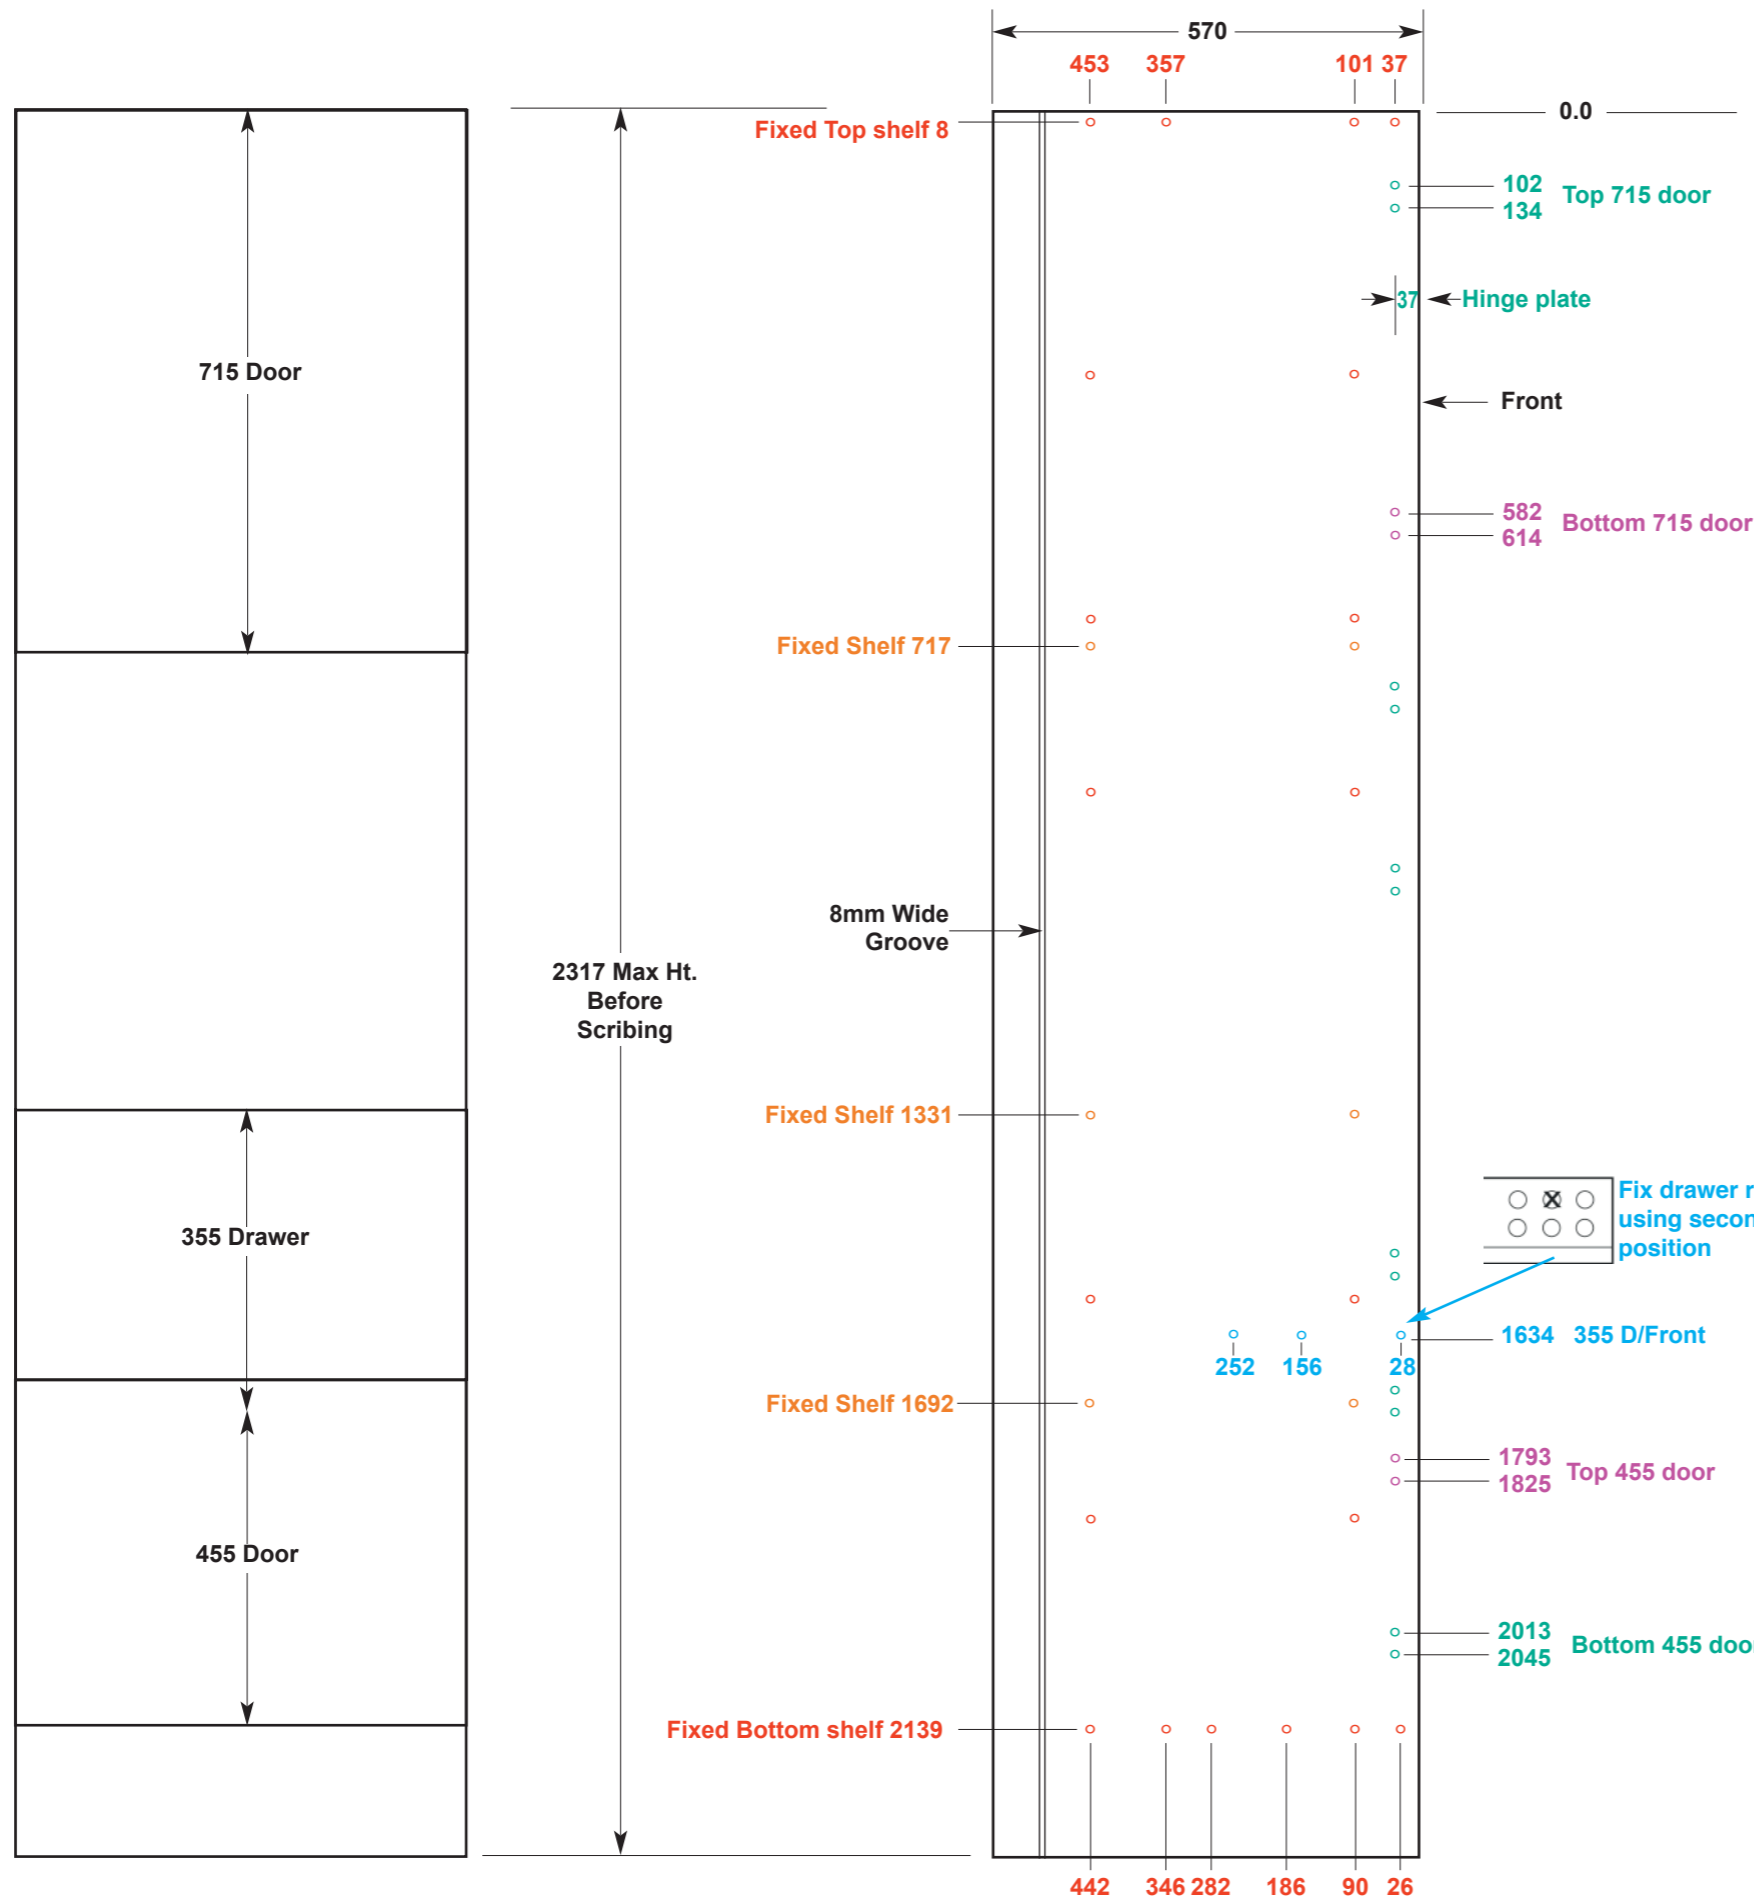 570
453 357 101 37
0.0
Fixed Top shelf 8
102
134
Top 715 door
37 Hinge plate
715 Door
Front
582
614
Bottom 715 door
Fixed Shelf 717
8mm Wide
Groove
2317 Max Ht.
Before
Scribing
Fixed Shelf 1331
Fix drawer
using
position
X
355 Drawer
1634 355 D/Front
252 156 28
Fixed Shelf 1692
1793
1825
Top 455 door
455 Door
2013
2045
Bottom 455
Fixed Bottom shelf 2139
442 346 282 186 90 26